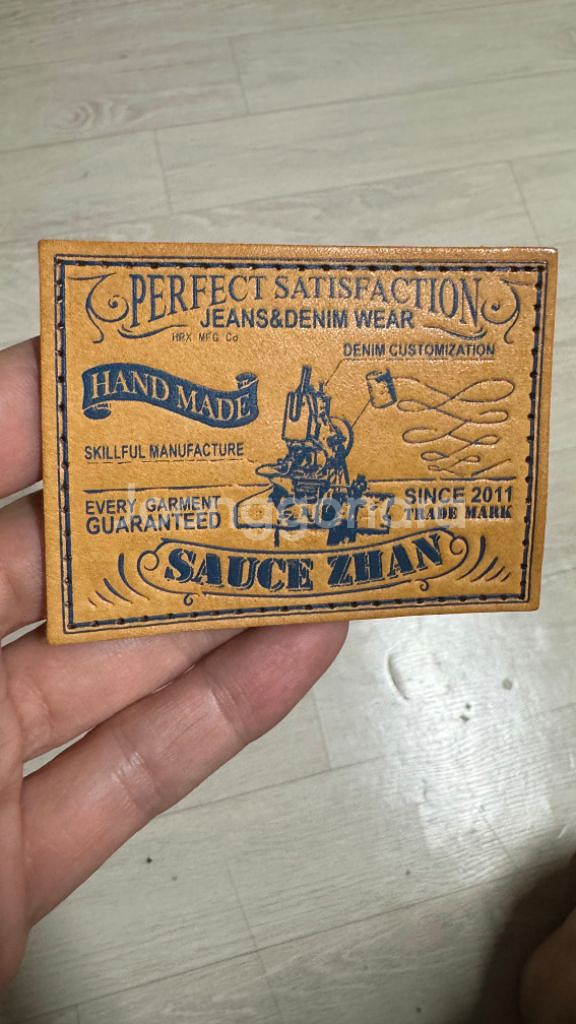 PERFECT SATISFACTION
JEANS&DENIM WEAR
HRX MFG Co
DENIM CUSTOMIZATION
HAND MADE
SKILLFUL MANUFACTURE
EVERY GARMENT
GUARANTEED
SINCE 2011
TRADE MARK
SAUCE ZHAN